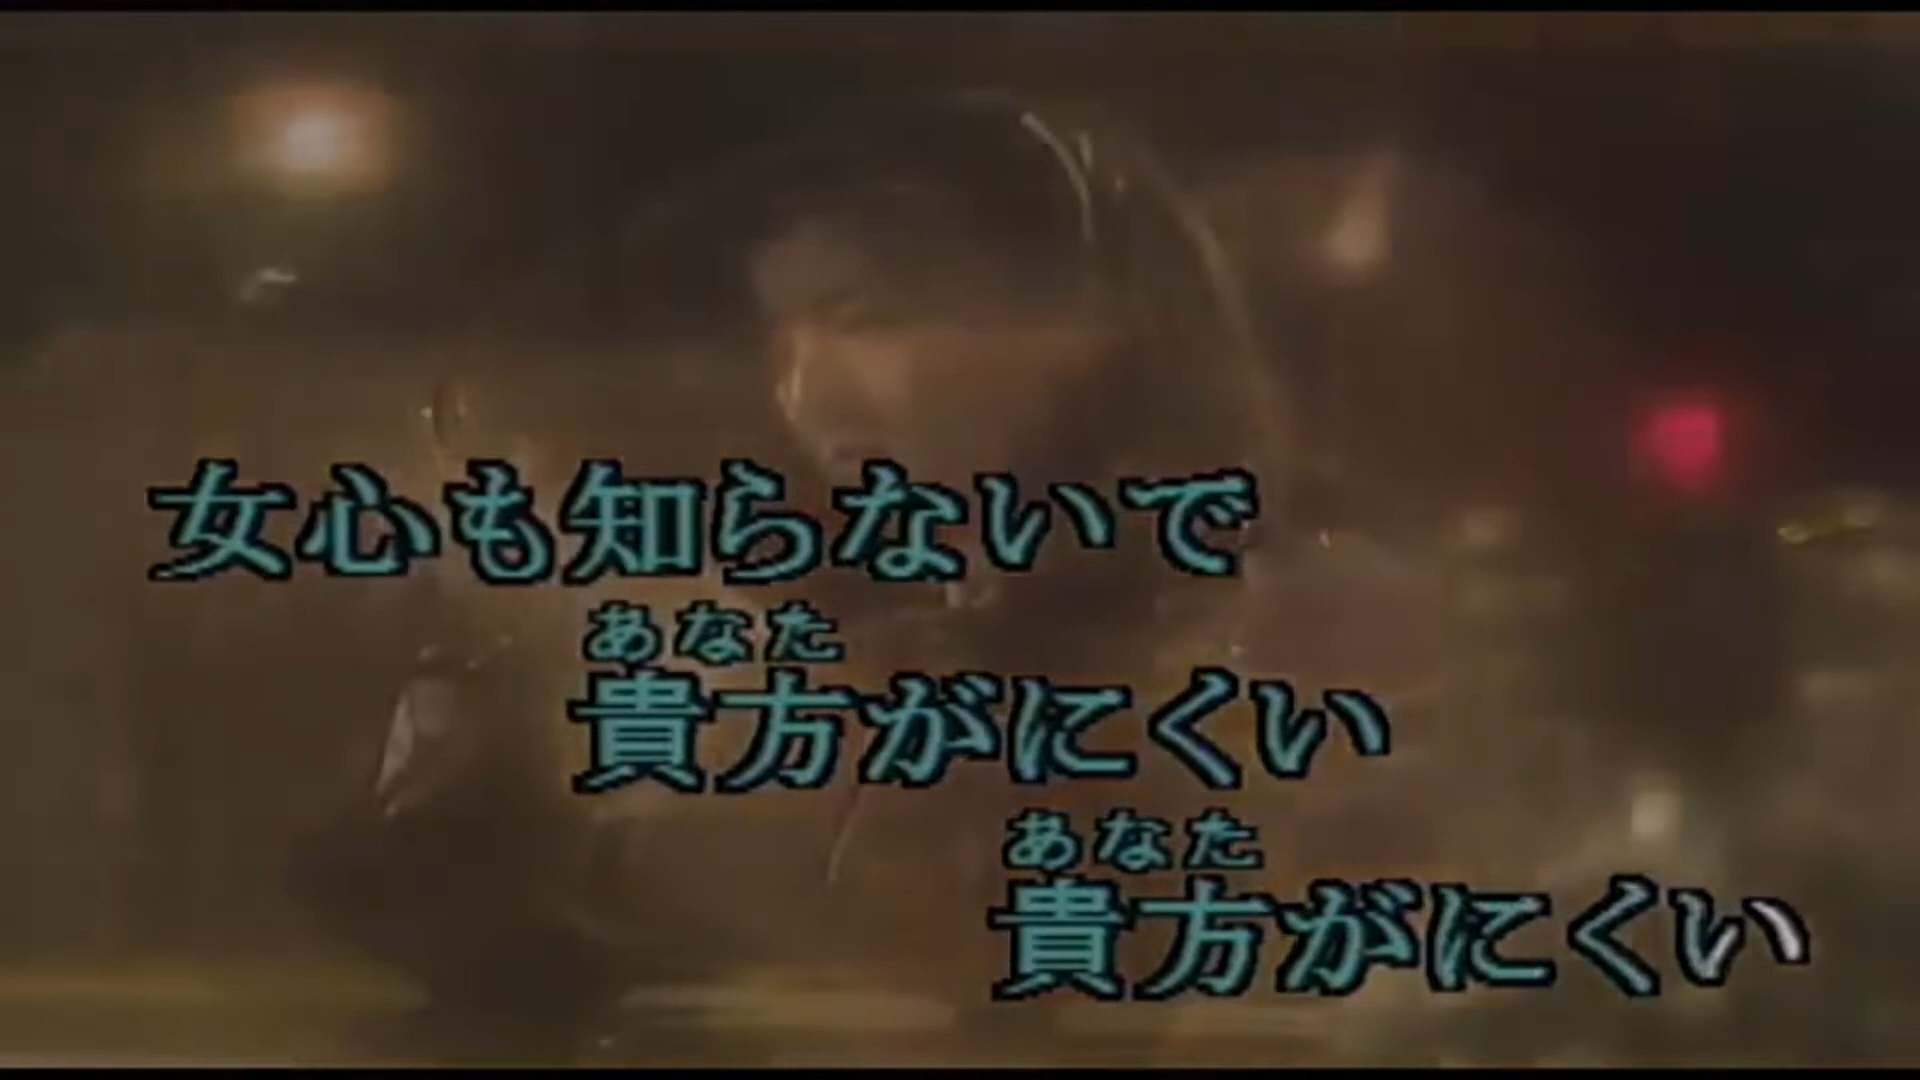 女心も知らないで
あなた
貴方がにくい
あなた
貴方がにくい